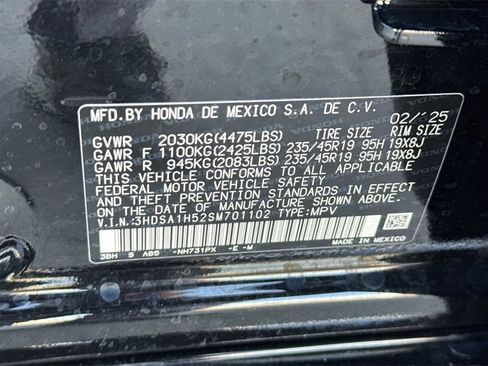 MFD.BY HONDA DE MEXICO S.A. DE C.V. 02/'25
GVWR 2030KG(4475LBS) TIRE SIZE RIM SIZE
GAWR F 1100KG(2425LBS) 235/45R19 95H 19X8J
GAWR R 945KG(2083LBS) 235/45R19 95H 19X8J
THIS VEHICLE CONFORMS TO ALL APPLICABLE
FEDERAL MOTOR VEHICLE SAFETY
AND THEFT PREVENTION STANDARDS IN EFFECT
ON THE DATE OF MANUFACTURE SHOWN ABOVE.
V.I.N.:3HDSA1H52SM701102 TYPE:MPV
3BH S AB5 -NH731PX -E -M MADE IN MEXICO